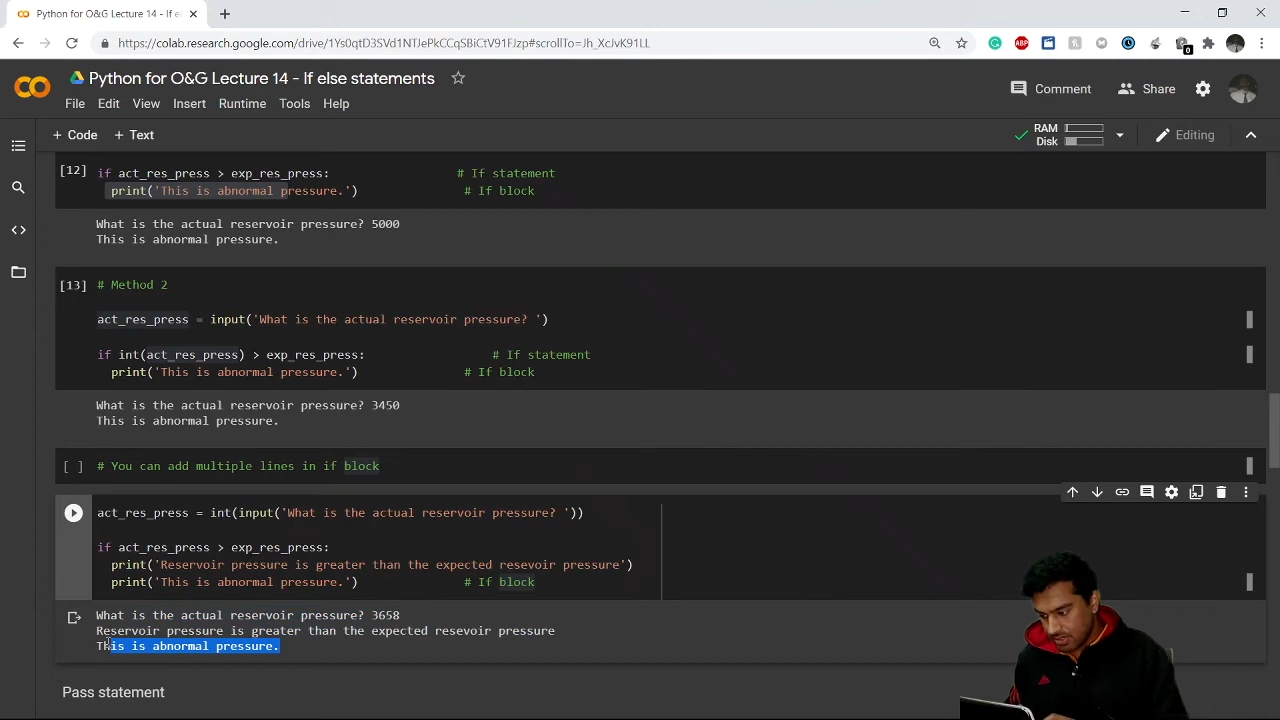 Python for O&G Lecture 14 - If els
https://colab.research.google.com/drive/1Ys0qtD3SVd1NTJePkCCqSBiCtV91FJzp#scrollTo=Jh_XcJvK91LL
ABP
0
Python for O&G Lecture 14 - If else statements
File Edit View Insert Runtime Tools Help
Comment Share
+ Code + Text
RAM
Disk
Editing
[12] if act_res_press > exp_res_press: # If statement
print('This is abnormal pressure.') # If block
What is the actual reservoir pressure? 5000
This is abnormal pressure.
[13] # Method 2
act_res_press = input('What is the actual reservoir pressure? ')
if int(act_res_press) > exp_res_press: # If statement
print('This is abnormal pressure.') # If block
What is the actual reservoir pressure? 3450
This is abnormal pressure.
[ ] # You can add multiple lines in if block
act_res_press = int(input('What is the actual reservoir pressure? '))
if act_res_press > exp_res_press:
print('Reservoir pressure is greater than the expected resevoir pressure')
print('This is abnormal pressure.') # If block
What is the actual reservoir pressure? 3658
Reservoir pressure is greater than the expected resevoir pressure
This is abnormal pressure.
Pass statement